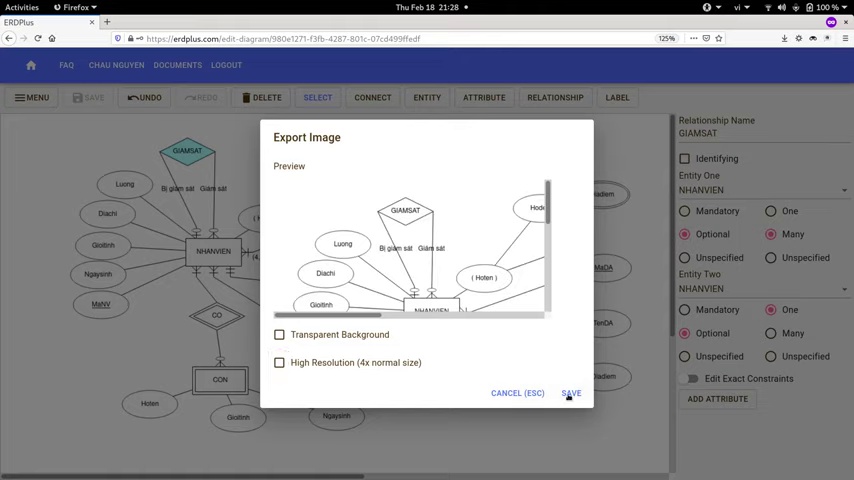 Activities Firefox Thu Feb 18 21:28 vi 100 %
ERDPlus
https://erdplus.com/edit-diagram/980e1271-f3fb-4287-801c-07cd499ffedf 125%
FAQ CHAU NGUYEN DOCUMENTS LOGOUT
MENU SAVE UNDO REDO DELETE SELECT CONNECT ENTITY ATTRIBUTE RELATIONSHIP LABEL
Export Image
Preview
GIAMSAT
Luong
Bị giám sát Giám sát
Diachi
Gioitinh
( Hoten )
NHANVIEN
Transparent Background
High Resolution (4x normal size)
CANCEL (ESC) SAVE
GIAMSAT
Luong
Bị giám sát Giám sát
Diachi
Gioitinh
NHANVIEN
Ngaysinh
MaNV
CO
CON
Hoten
Gioitinh
Ngaysinh
Diadiem
MaDA
TenDA
Diadiem
Relationship Name
GIAMSAT
Identifying
Entity One
NHANVIEN
Mandatory One
Optional Many
Unspecified Unspecified
Entity Two
NHANVIEN
Mandatory One
Optional Many
Unspecified Unspecified
Edit Exact Constraints
ADD ATTRIBUTE